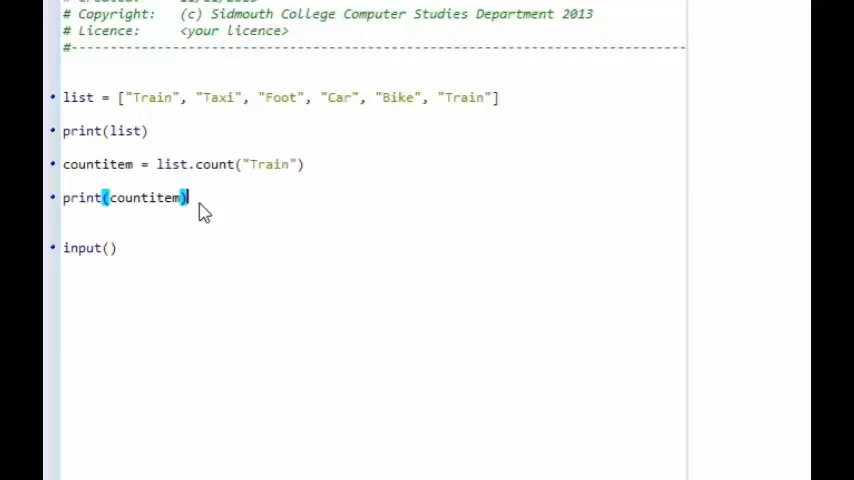 # Copyright:  (c) Sidmouth College Computer Studies Department 2013
# Licence:    <your licence>
#-------------------------------------------------------------------------------
list = ["Train", "Taxi", "Foot", "Car", "Bike", "Train"]
print(list)
countitem = list.count("Train")
print(countitem)
input()